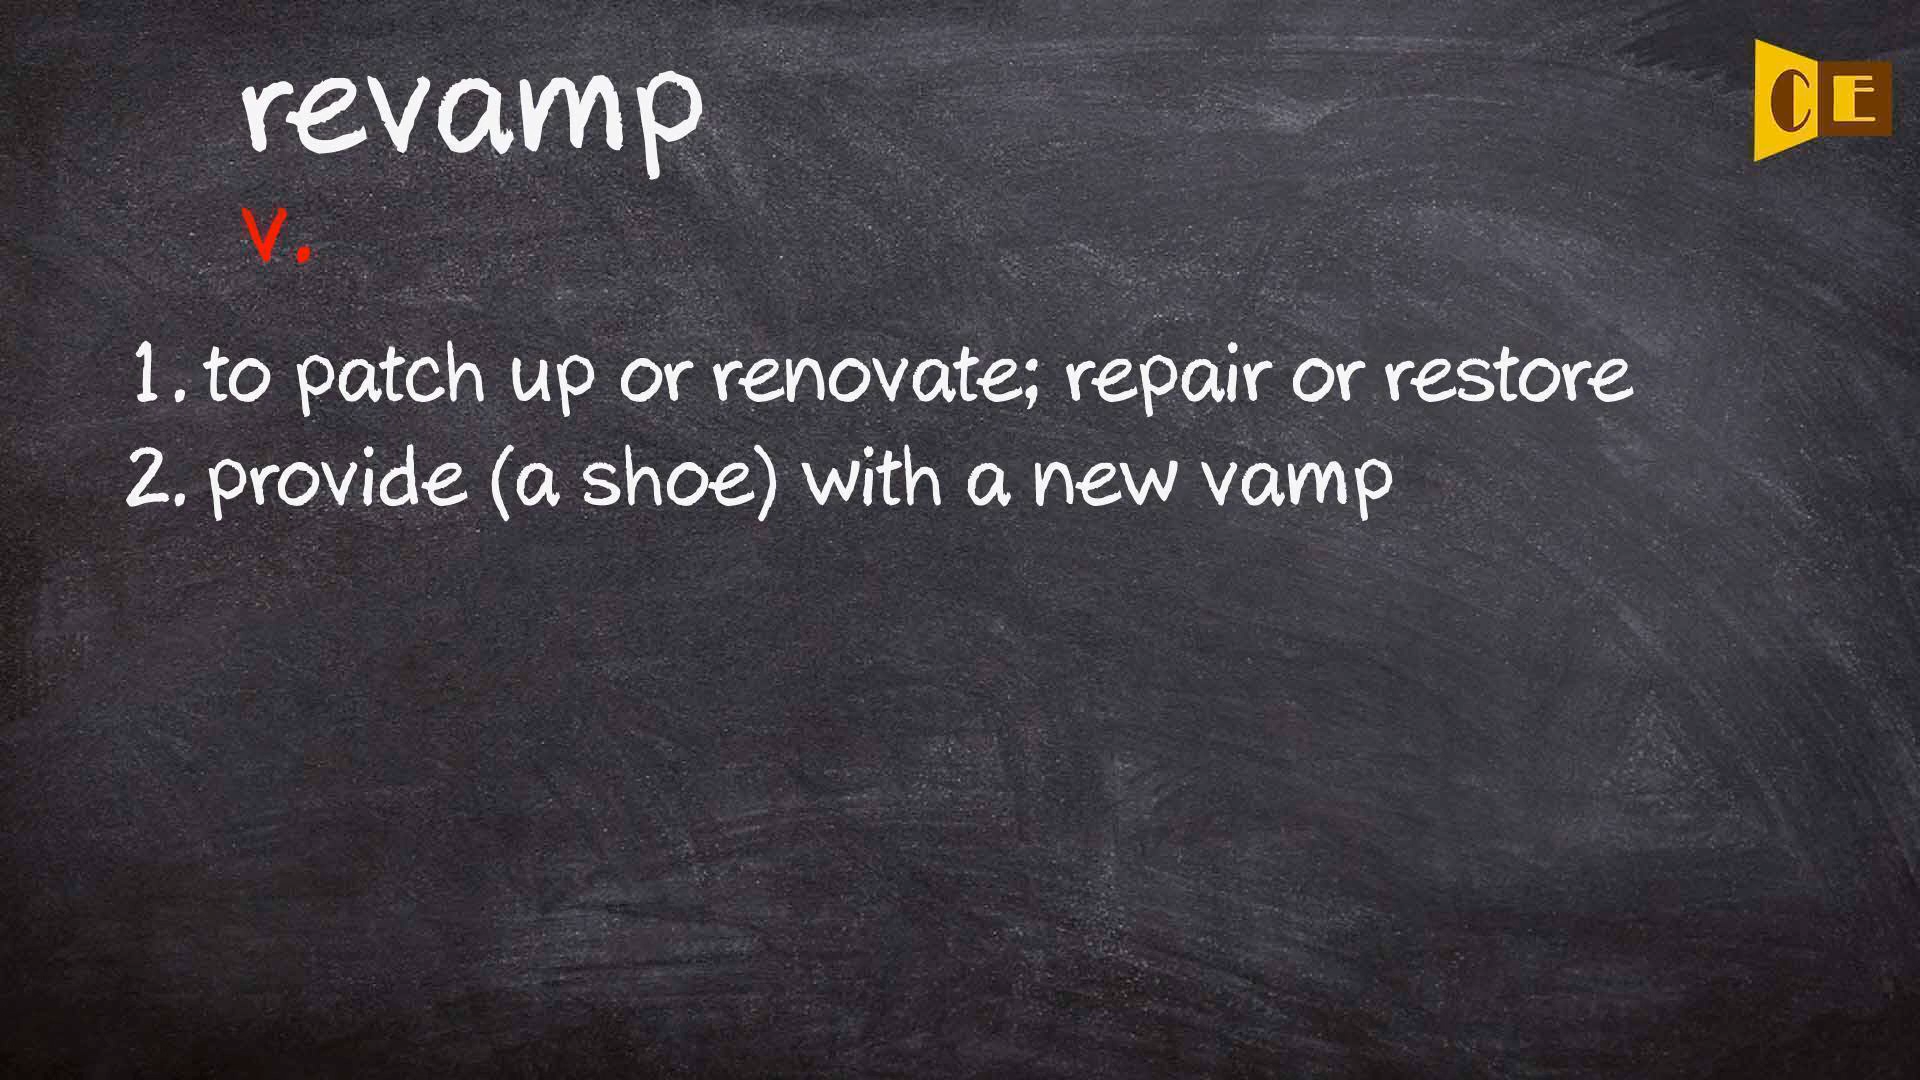 revamp
CE
v.
1. to patch up or renovate; repair or restore
2. provide (a shoe) with a new vamp